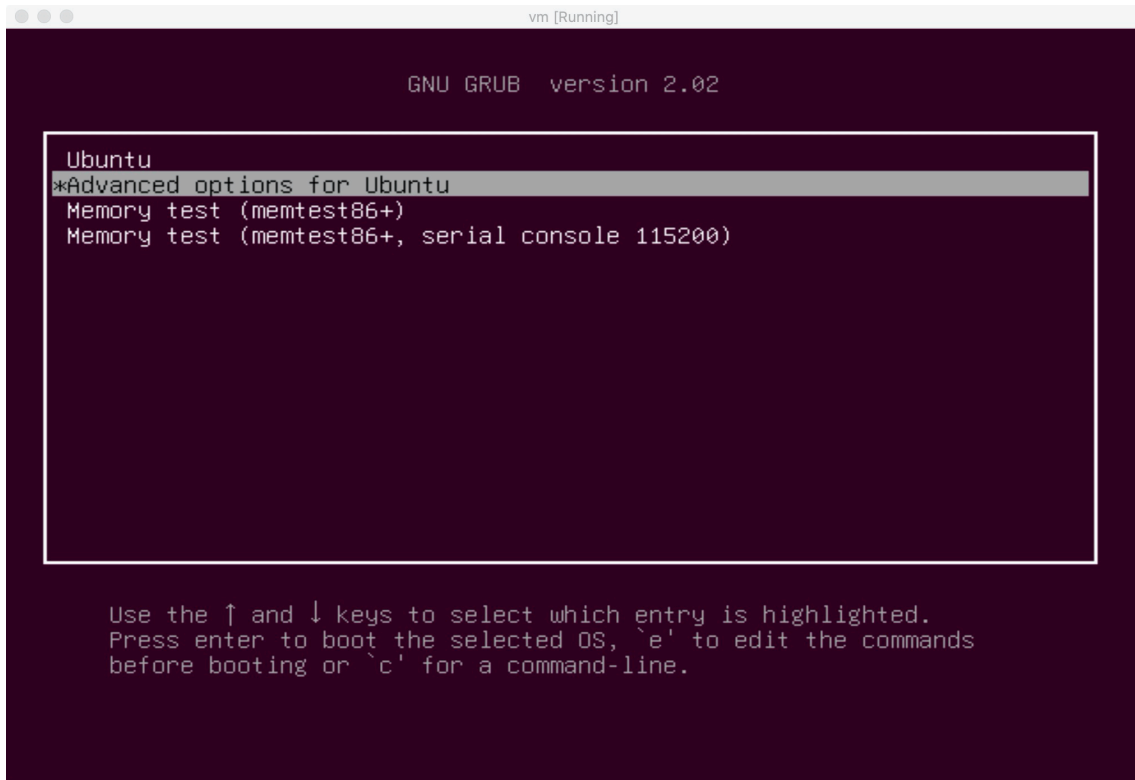 vm [Running]
GNU GRUB  version 2.02
Ubuntu
*Advanced options for Ubuntu
Memory test (memtest86+)
Memory test (memtest86+, serial console 115200)
Use the ↑ and ↓ keys to select which entry is highlighted.
Press enter to boot the selected OS, `e' to edit the commands
before booting or `c' for a command-line.